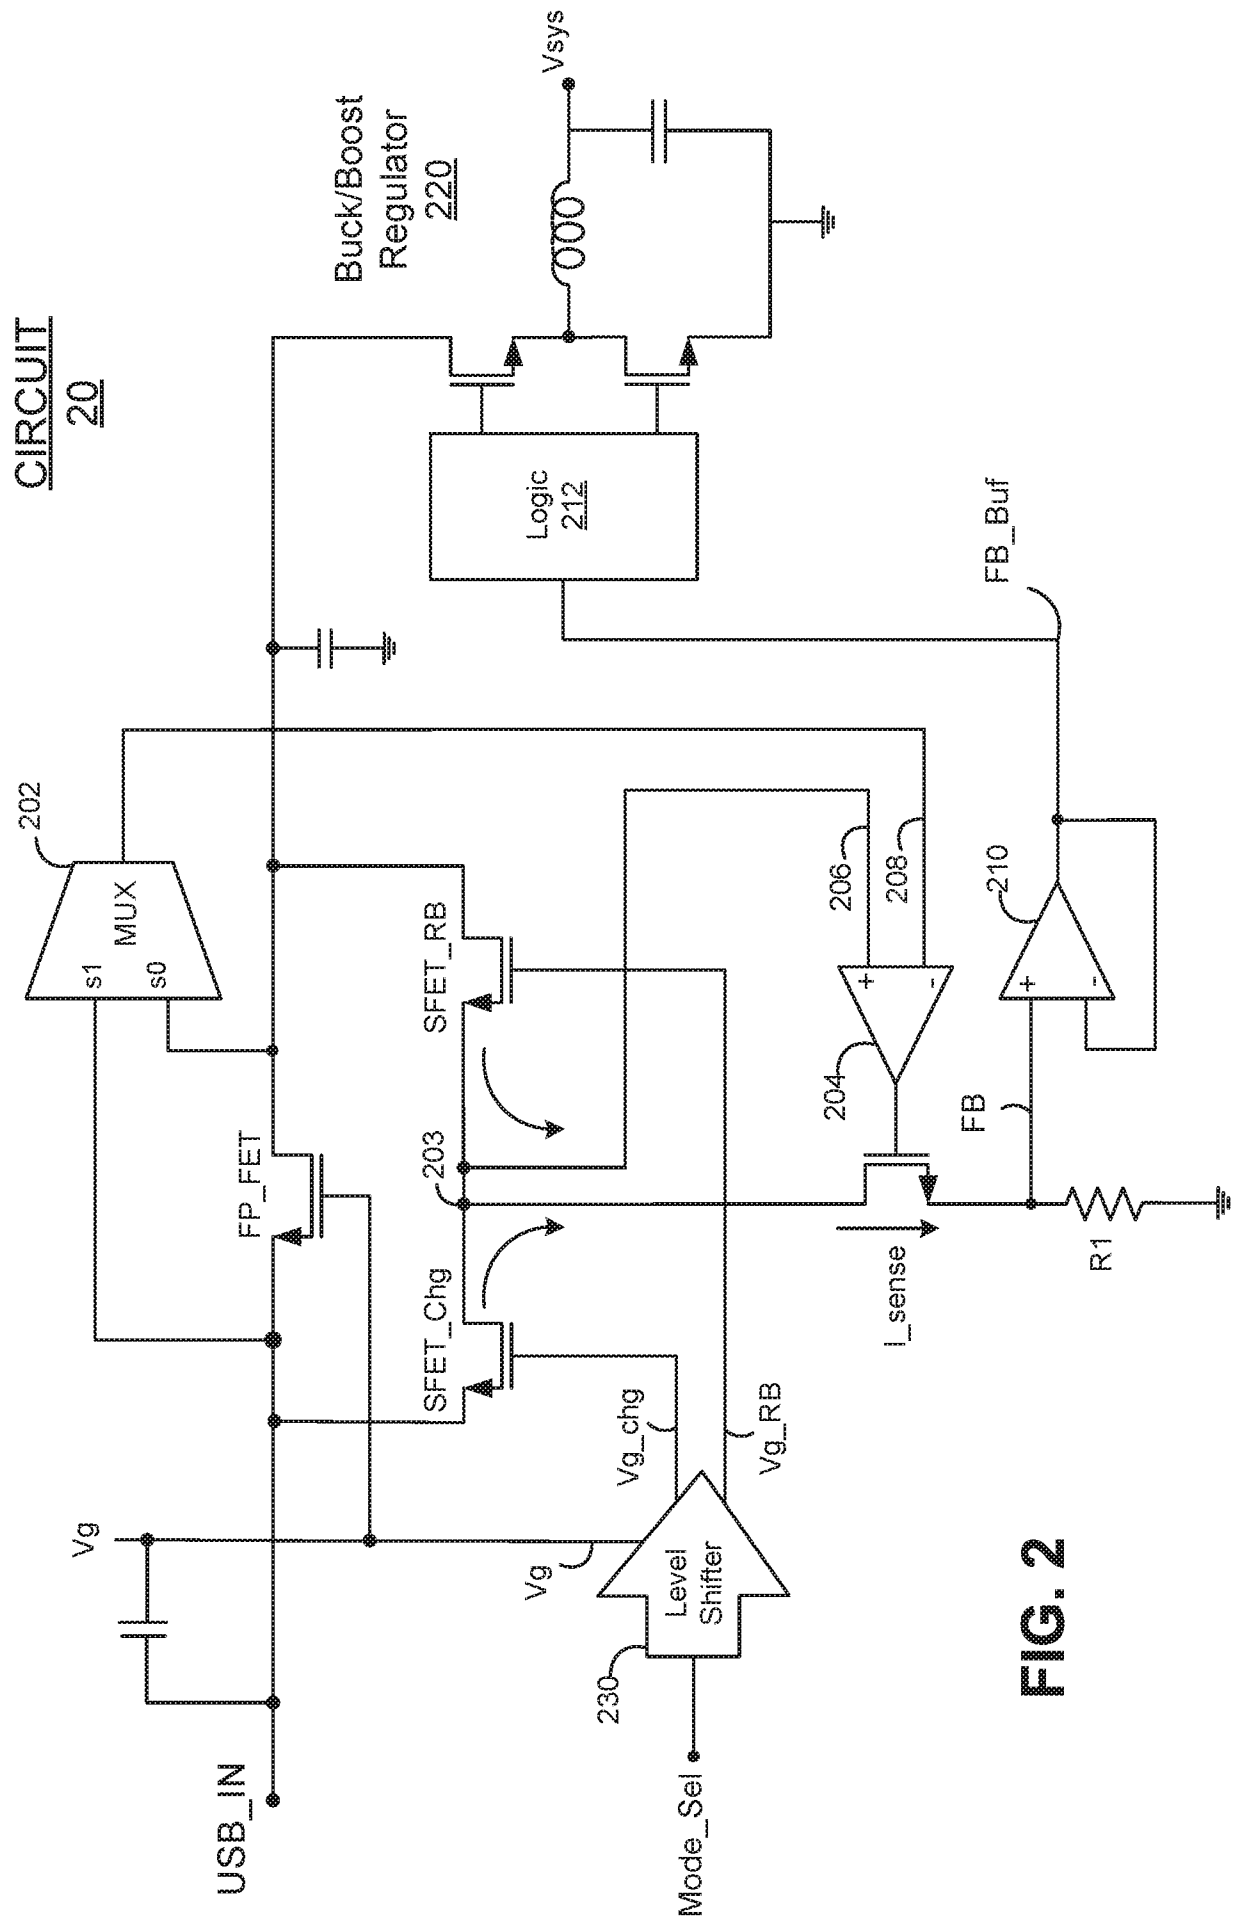 CIRCUIT
20
Buck/Boost
Regulator
220
Vsys
202
MUX
s1
s0
Vg
USB_IN
FP_FET
SFET_Chg
203
SFET_RB
Logic
212
Vg
230
Level
Shifter
Mode_Sel
Vg_chg
Vg_RB
206
208
204
+
-
I_sense
FB
210
+
-
FB_Buf
R1
FIG. 2